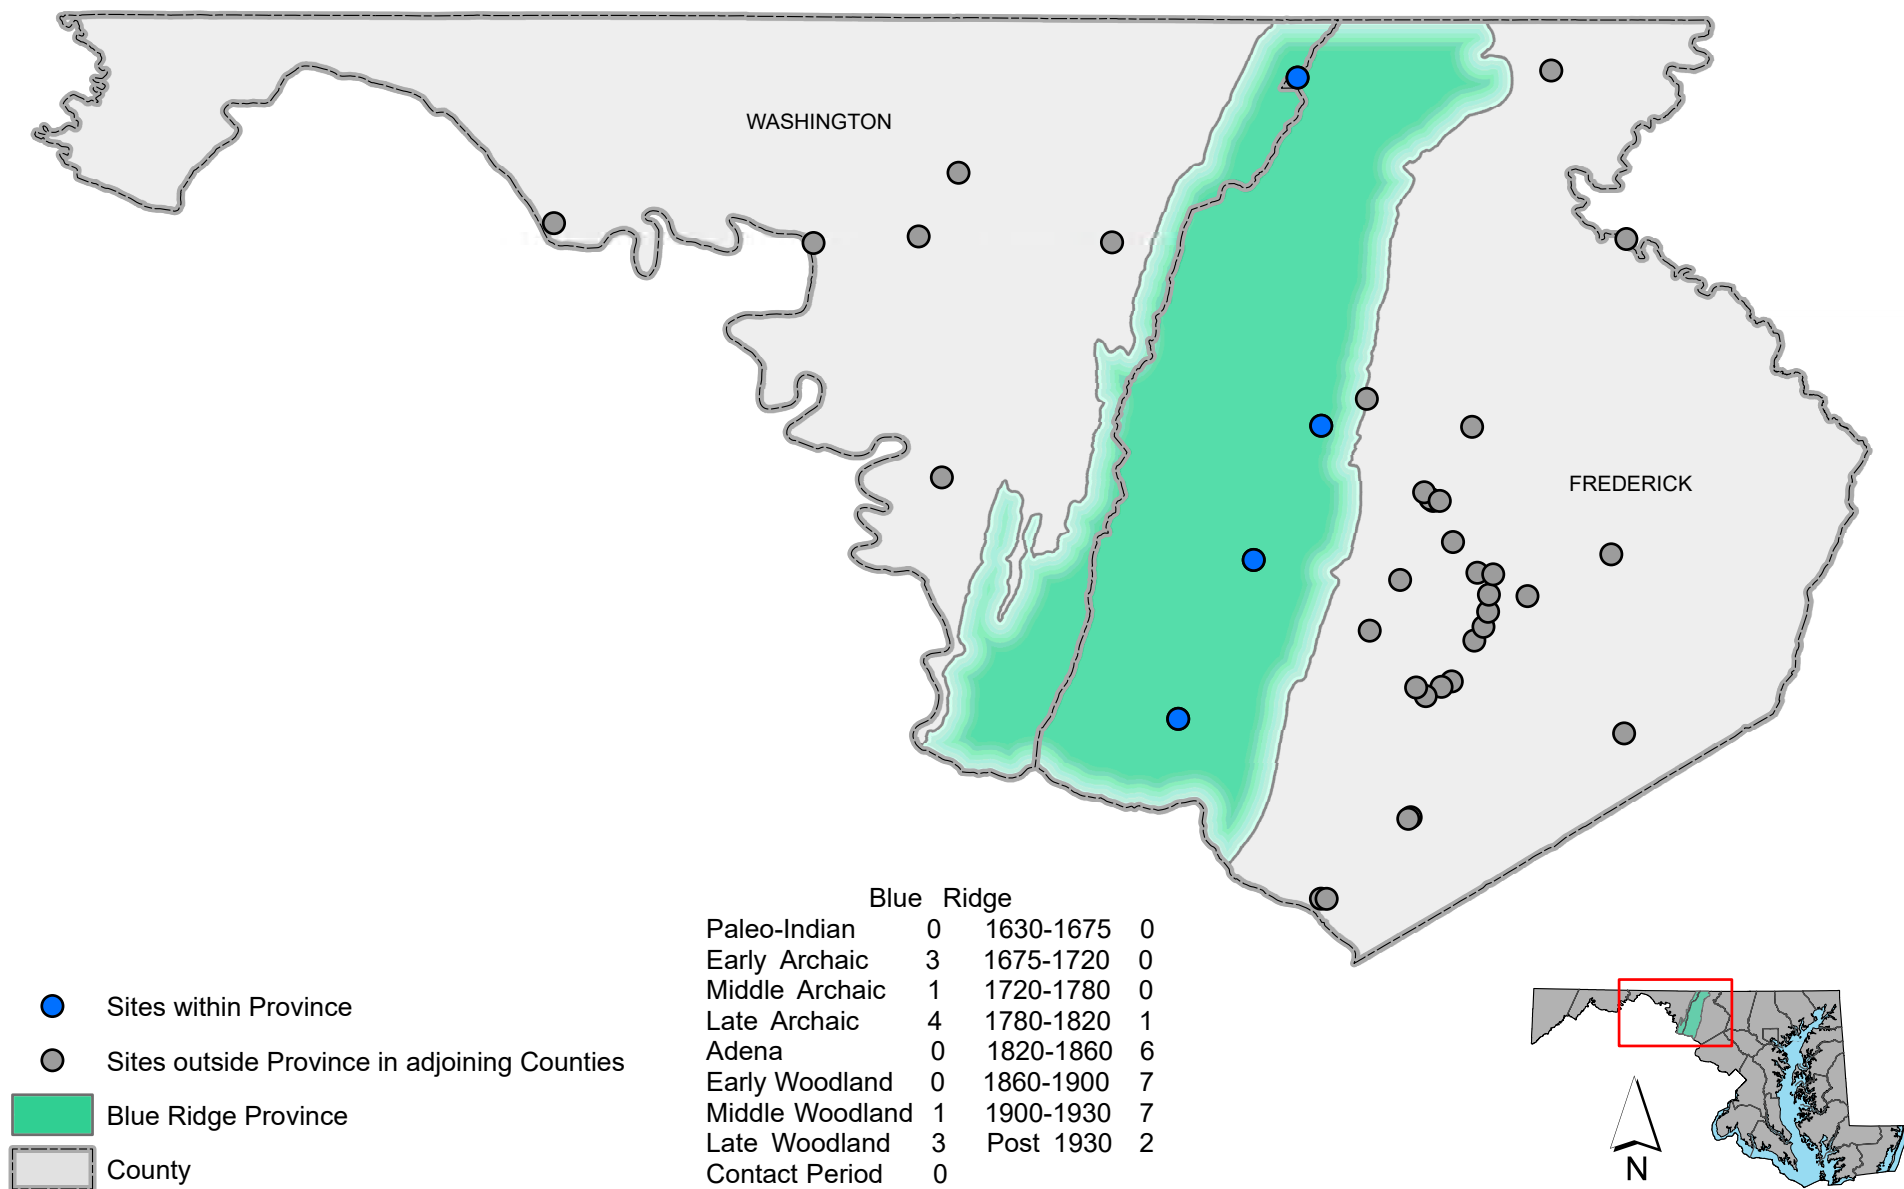 WASHINGTON
FREDERICK
Blue Ridge
Paleo-Indian 0 1630-1675 0
Early Archaic 3 1675-1720 0
Middle Archaic 1 1720-1780 0
Late Archaic 4 1780-1820 1
Adena 0 1820-1860 6
Early Woodland 0 1860-1900 7
Middle Woodland 1 1900-1930 7
Late Woodland 3 Post 1930 2
Contact Period 0
Sites within Province
Sites outside Province in adjoining Counties
Blue Ridge Province
County
N